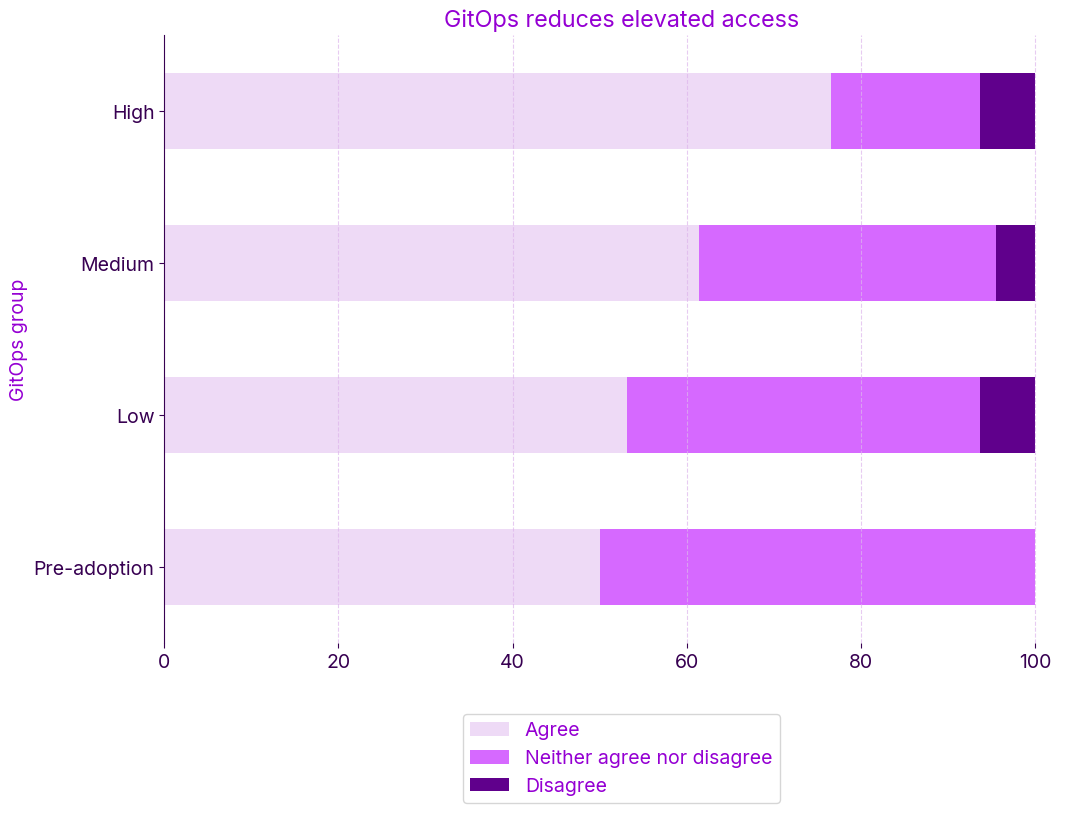 GitOps reduces elevated access
High
Medium
Low
Pre-adoption
GitOps group
0 20 40 60 80 100
Agree
Neither agree nor disagree
Disagree